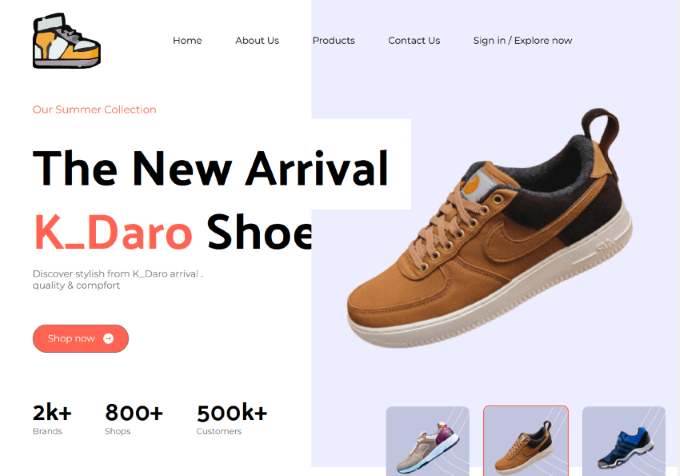 Home About Us Products Contact Us Sign in / Explore now
Our Summer Collection
The New Arrival
K_Daro Shoe
Discover stylish from K_Daro arrival .
quality & compfort
Shop now
2k+ 800+ 500k+
Brands Shops Customers